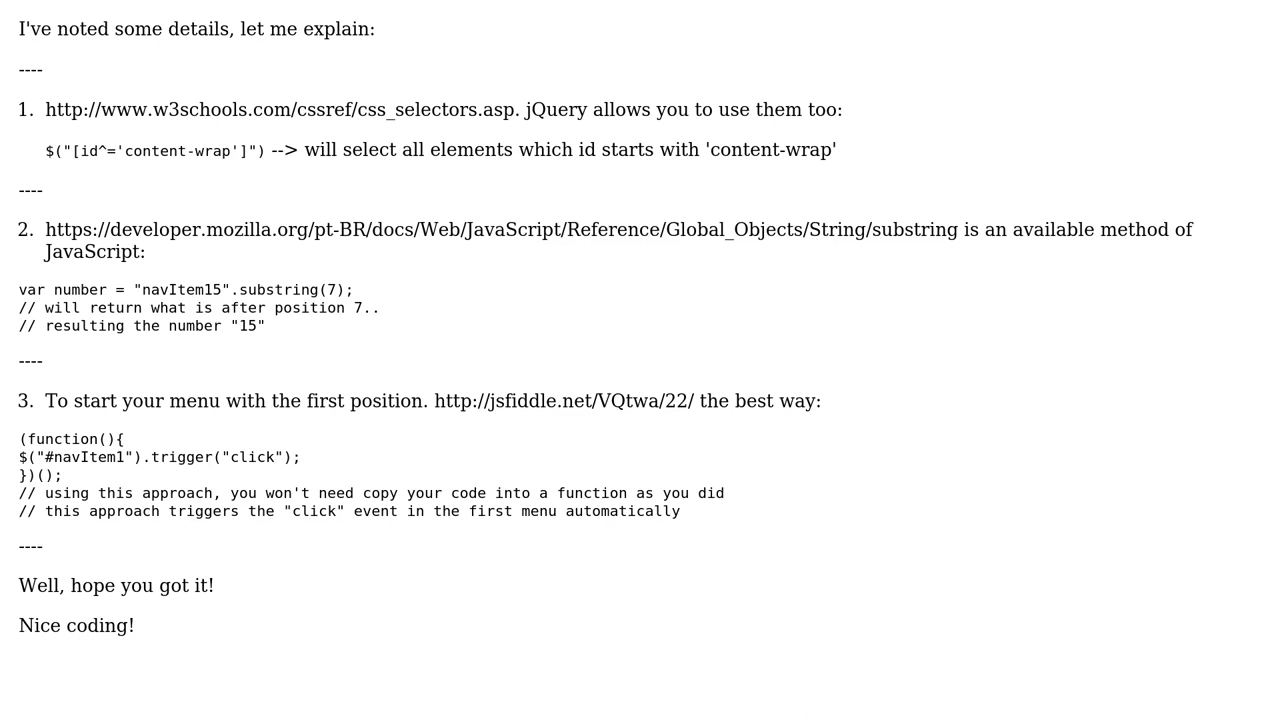 I've noted some details, let me explain:
----
1. http://www.w3schools.com/cssref/css_selectors.asp. jQuery allows you to use them too:
$("[id^='content-wrap']") --> will select all elements which id starts with 'content-wrap'
----
2. https://developer.mozilla.org/pt-BR/docs/Web/JavaScript/Reference/Global_Objects/String/substring is an available method of
JavaScript:
var number = "navItem15".substring(7);
// will return what is after position 7..
// resulting the number "15"
----
3. To start your menu with the first position. http://jsfiddle.net/VQtwa/22/ the best way:
(function(){
$("#navItem1").trigger("click");
})();
// using this approach, you won't need copy your code into a function as you did
// this approach triggers the "click" event in the first menu automatically
----
Well, hope you got it!
Nice coding!